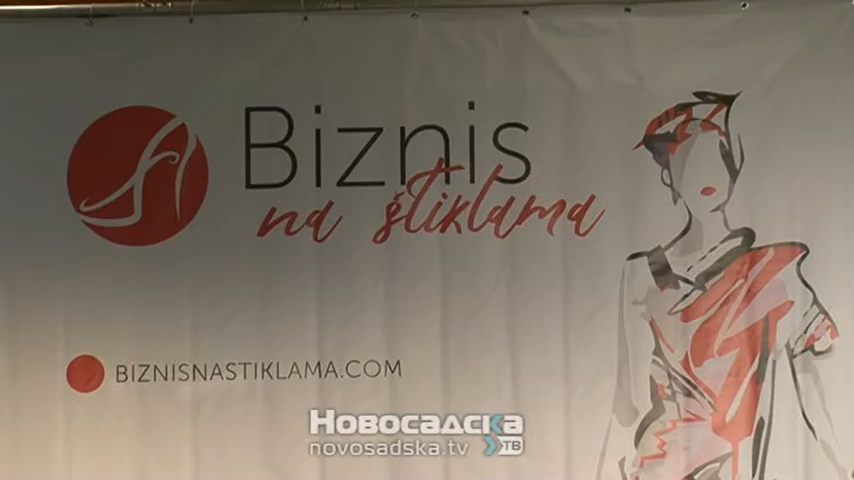 Biznis
na štiklama
BIZNISNASTIKLAMA.COM
НОВОСАДСКА
novosadska.tv ТВ